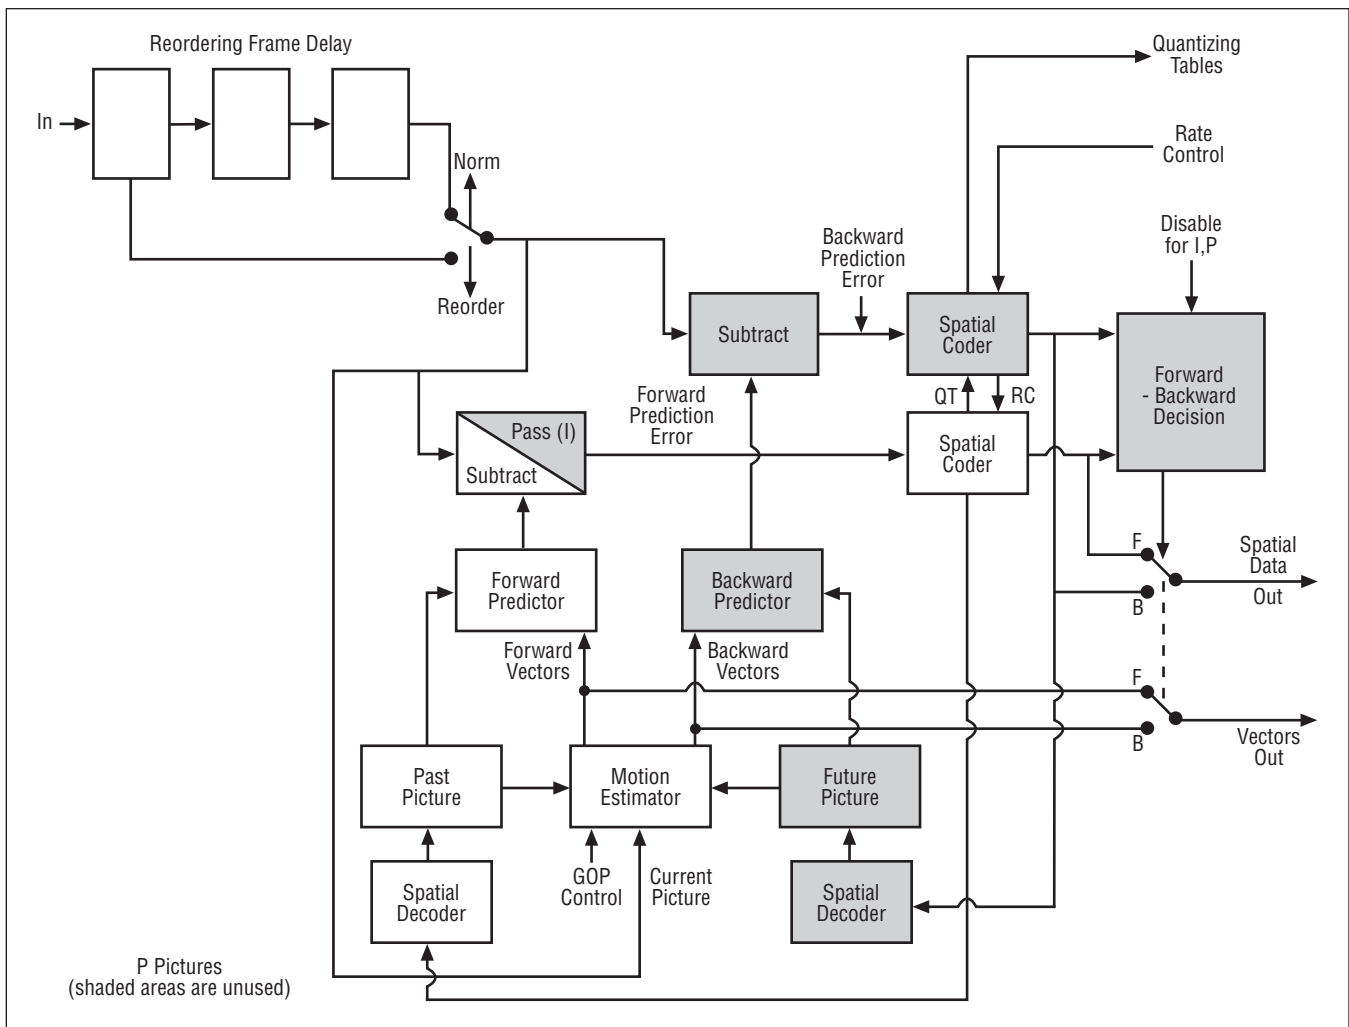 Reordering Frame Delay
Quantizing
Tables
In
Rate
Control
Norm
Reorder
Backward
Prediction
Error
Disable
for I,P
Subtract
Spatial
Coder
Forward
- Backward
Decision
QT
RC
Forward
Prediction
Error
Pass (I)
Subtract
Spatial
Coder
F
Spatial
Data
Out
B
Forward
Predictor
Backward
Predictor
Forward
Vectors
Backward
Vectors
F
B
Vectors
Out
Past
Picture
Motion
Estimator
Future
Picture
GOP
Control
Current
Picture
Spatial
Decoder
Spatial
Decoder
P Pictures
(shaded areas are unused)